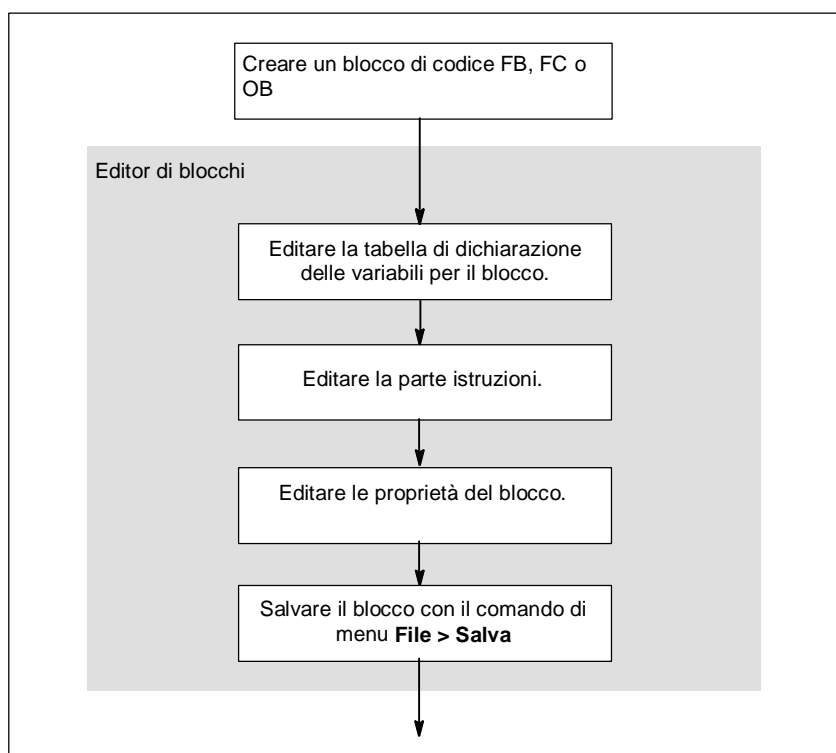 Creare un blocco di codice FB, FC o
OB
Editor di blocchi
Editare la tabella di dichiarazione
delle variabili per il blocco.
Editare la parte istruzioni.
Editare le proprietà del blocco.
Salvare il blocco con il comando di
menu File > Salva